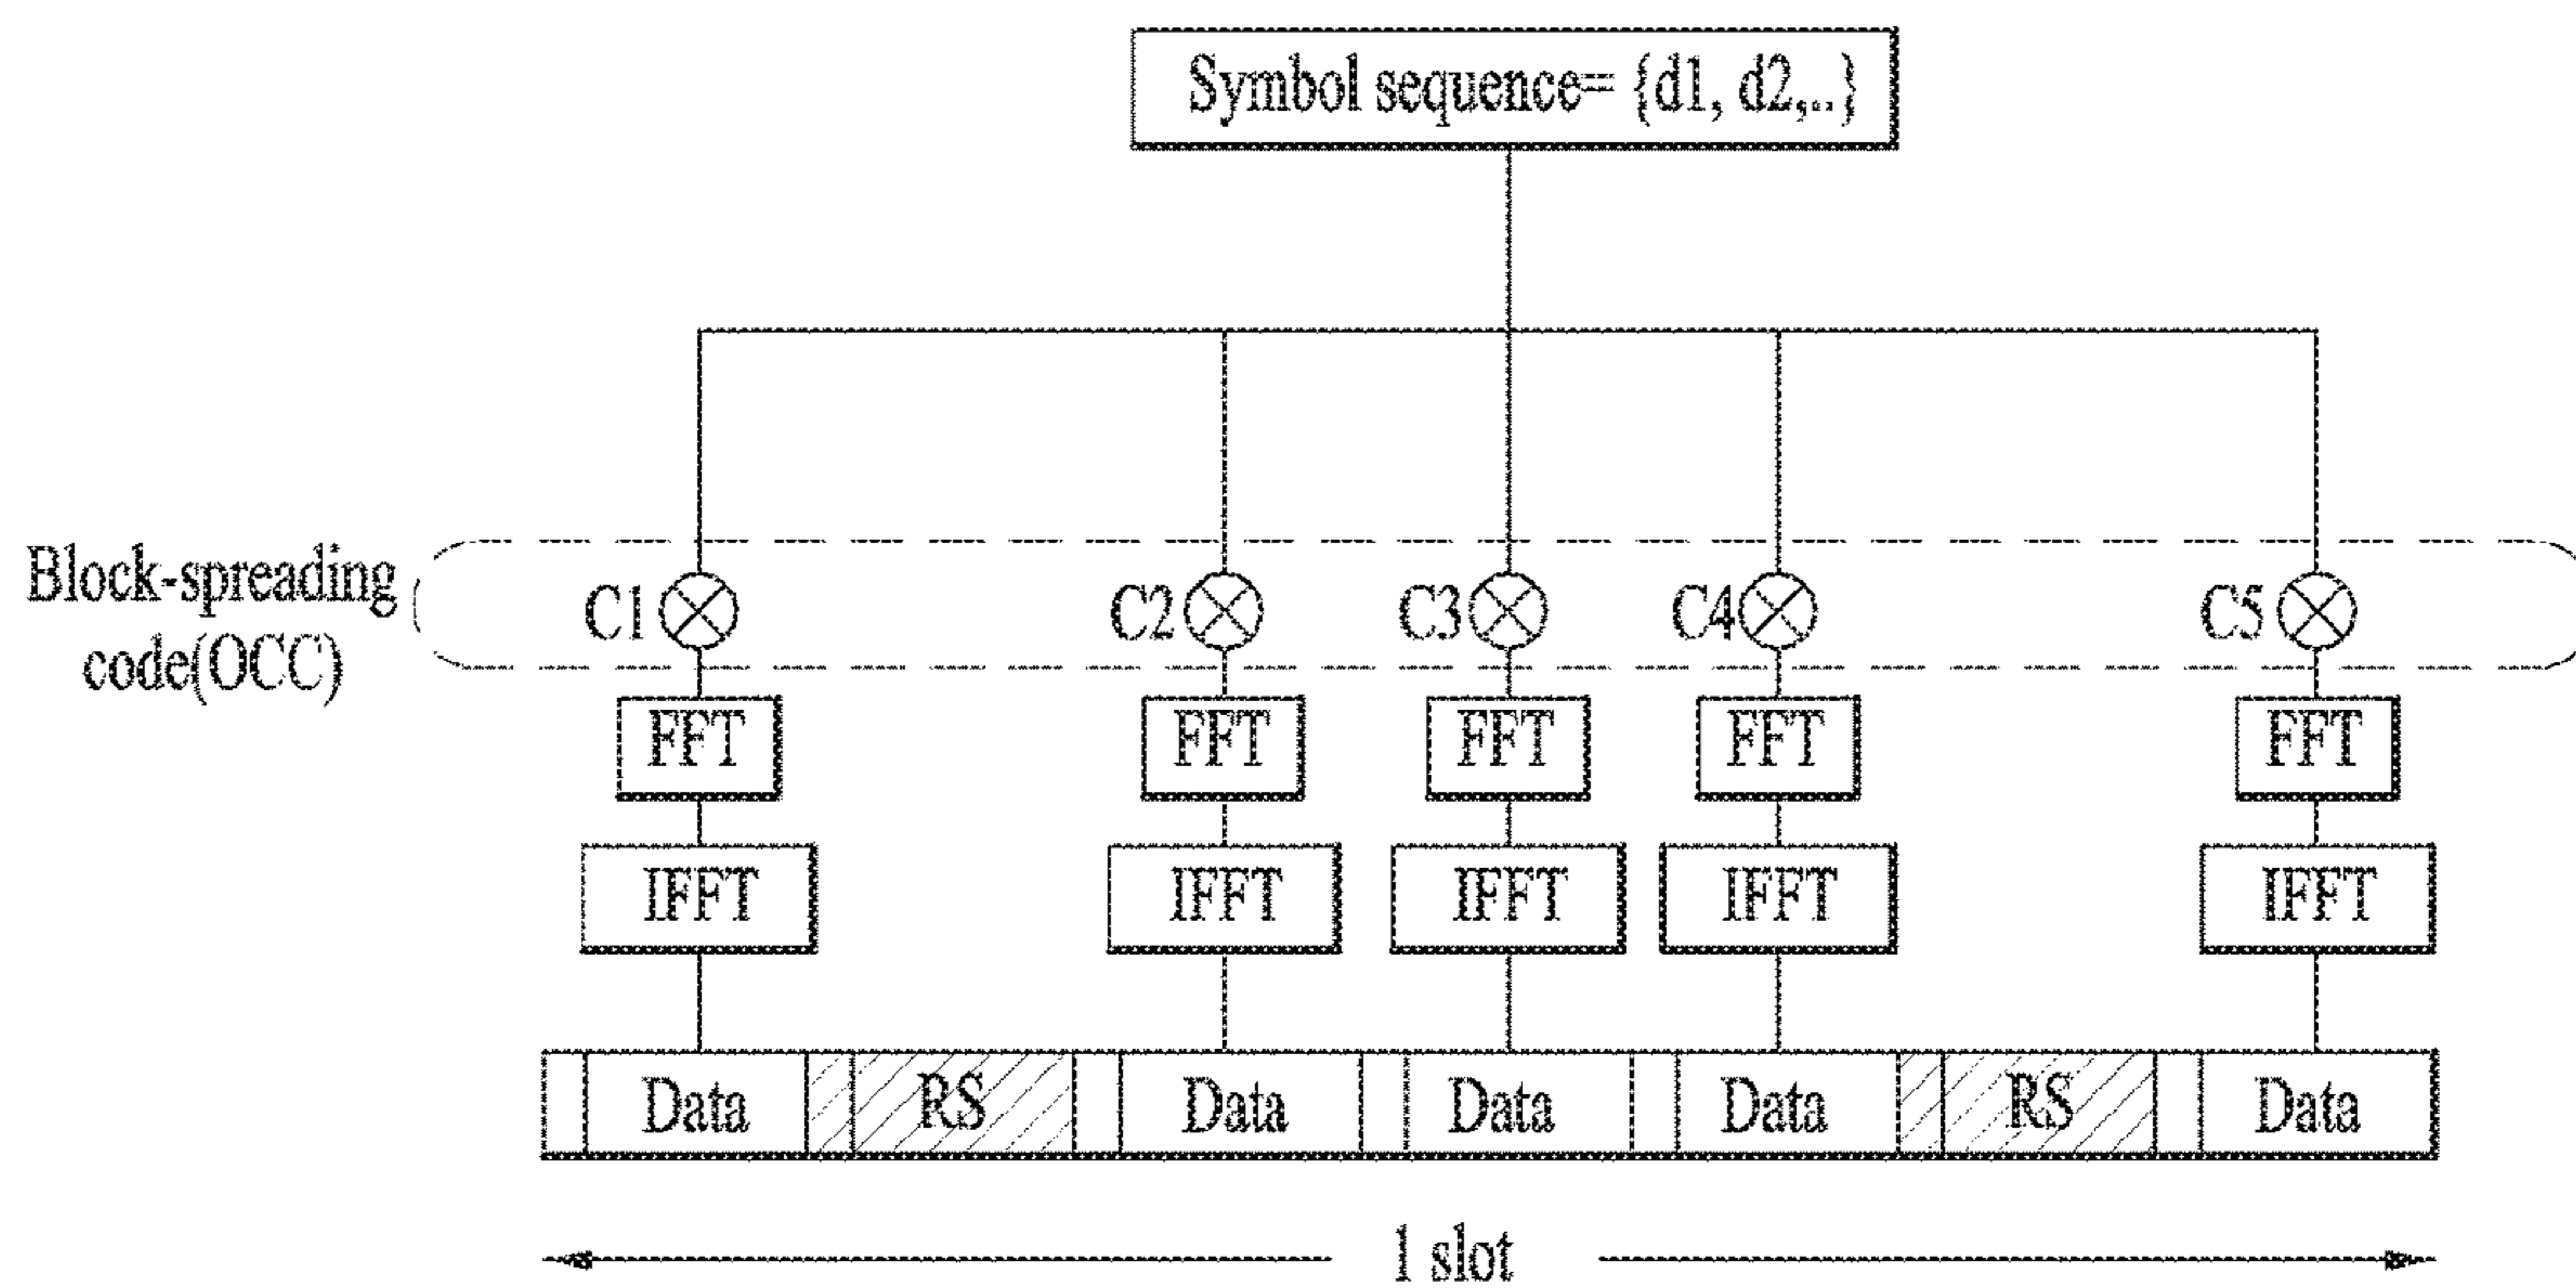 Symbol sequence= {d1, d2,..}
Block-spreading
code(OCC)
C1
C2
C3
C4
C5
FFT
FFT
FFT
FFT
FFT
IFFT
IFFT
IFFT
IFFT
IFFT
Data
RS
Data
Data
Data
RS
Data
1 slot